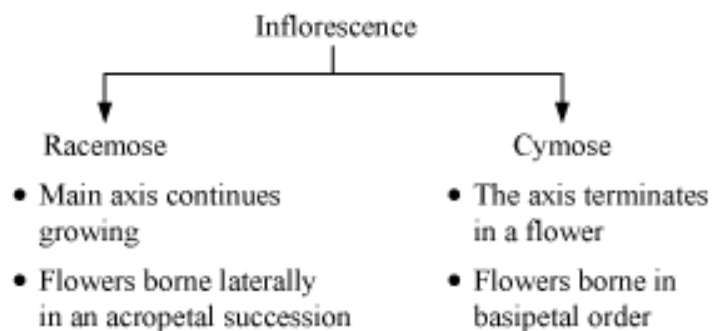 Inflorescence
Racemose
• Main axis continues
growing
• Flowers borne laterally
in an acropetal succession
Cymose
• The axis terminates
in a flower
• Flowers borne in
basipetal order